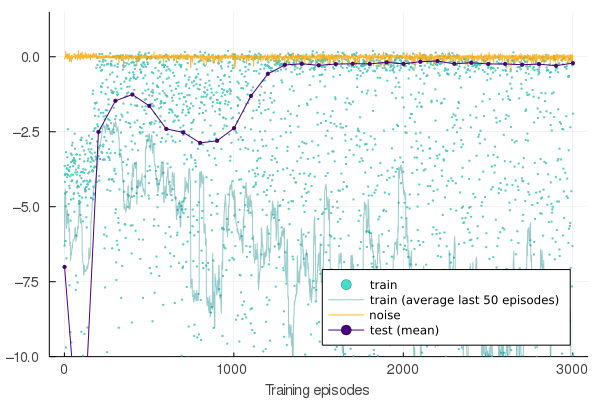 0.0
−2.5
−5.0
−7.5
−10.0
0
1000
2000
3000
Training episodes
train
train (average last 50 episodes)
noise
test (mean)